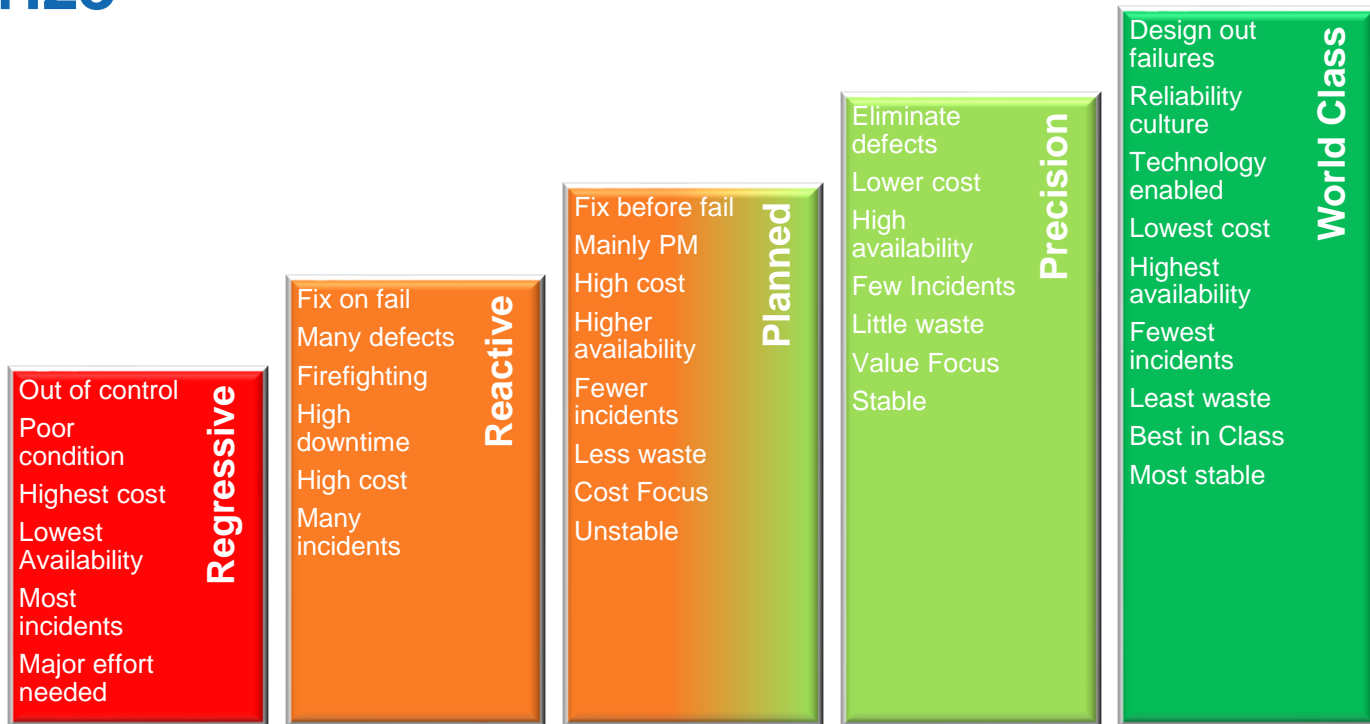 Out of control
Poor
condition
Highest cost
Lowest
Availability
Most
incidents
Major effort
needed
Regressive
Fix on fail
Many defects
Firefighting
High
downtime
High cost
Many
incidents
Reactive
Fix before fail
Mainly PM
High cost
Higher
availability
Fewer
incidents
Less waste
Cost Focus
Unstable
Planned
Eliminate
defects
Lower cost
High
availability
Few Incidents
Little waste
Value Focus
Stable
Precision
Design out
failures
Reliability
culture
Technology
enabled
Lowest cost
Highest
availability
Fewest
incidents
Least waste
Best in Class
Most stable
World Class